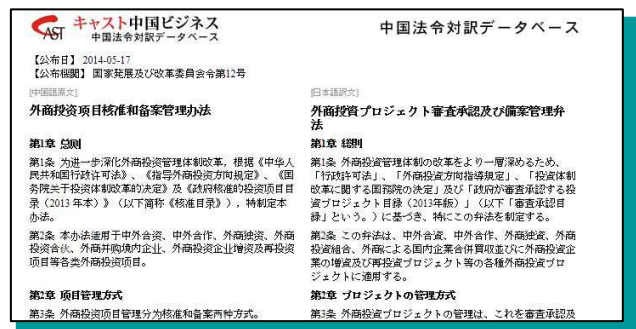 CAST キャスト中国ビジネス
中国法令対訳データベース
中国法令対訳データベース
【公布日】 2014-05-17
【公布機関】 国家発展及び改革委員会令第12号
[中国語原文]
外商投资项目核准和备案管理办法
第1章 总则
第1条 为进一步深化外商投资管理体制改革，根据《中华人
民共和国行政许可法》、《指导外商投资方向规定》、《国
务院关于投资体制改革的决定》及《政府核准的投资项目目
录（2013 年本）》（以下简称《核准目录》），特制定本
办法。
第2条 本办法适用于中外合资、中外合作、外商独资、外商
投资合伙、外商并购境内企业、外商投资企业增资及再投资
项目等各类外商投资项目。
第2章 项目管理方式
第3条 外商投资项目管理分为核准和备案两种方式。
[日本語訳文]
外商投資プロジェクト審査承認及び備案管理弁
法
第1章 総則
第1条 外商投資管理体制の改革をより一層深めるため、
「行政許可法」、「外商投資方向指導規定」、「投資体制
改革に関する国務院の決定」及び「政府が審査承認する投
資プロジェクト目録（2013年版）」（以下「審査承認目
録」という。）に基づき、特にこの弁法を制定する。
第2条 この弁法は、中外合資、中外合作、外商独資、外商
投資組合、外商による国内企業合併買収並びに外商投資企
業の増資及び再投資プロジェクト等の各種外商投資プロ
ジェクトに適用する。
第2章 プロジェクトの管理方式
第3条 外商投資プロジェクトの管理は、これを審査承認及